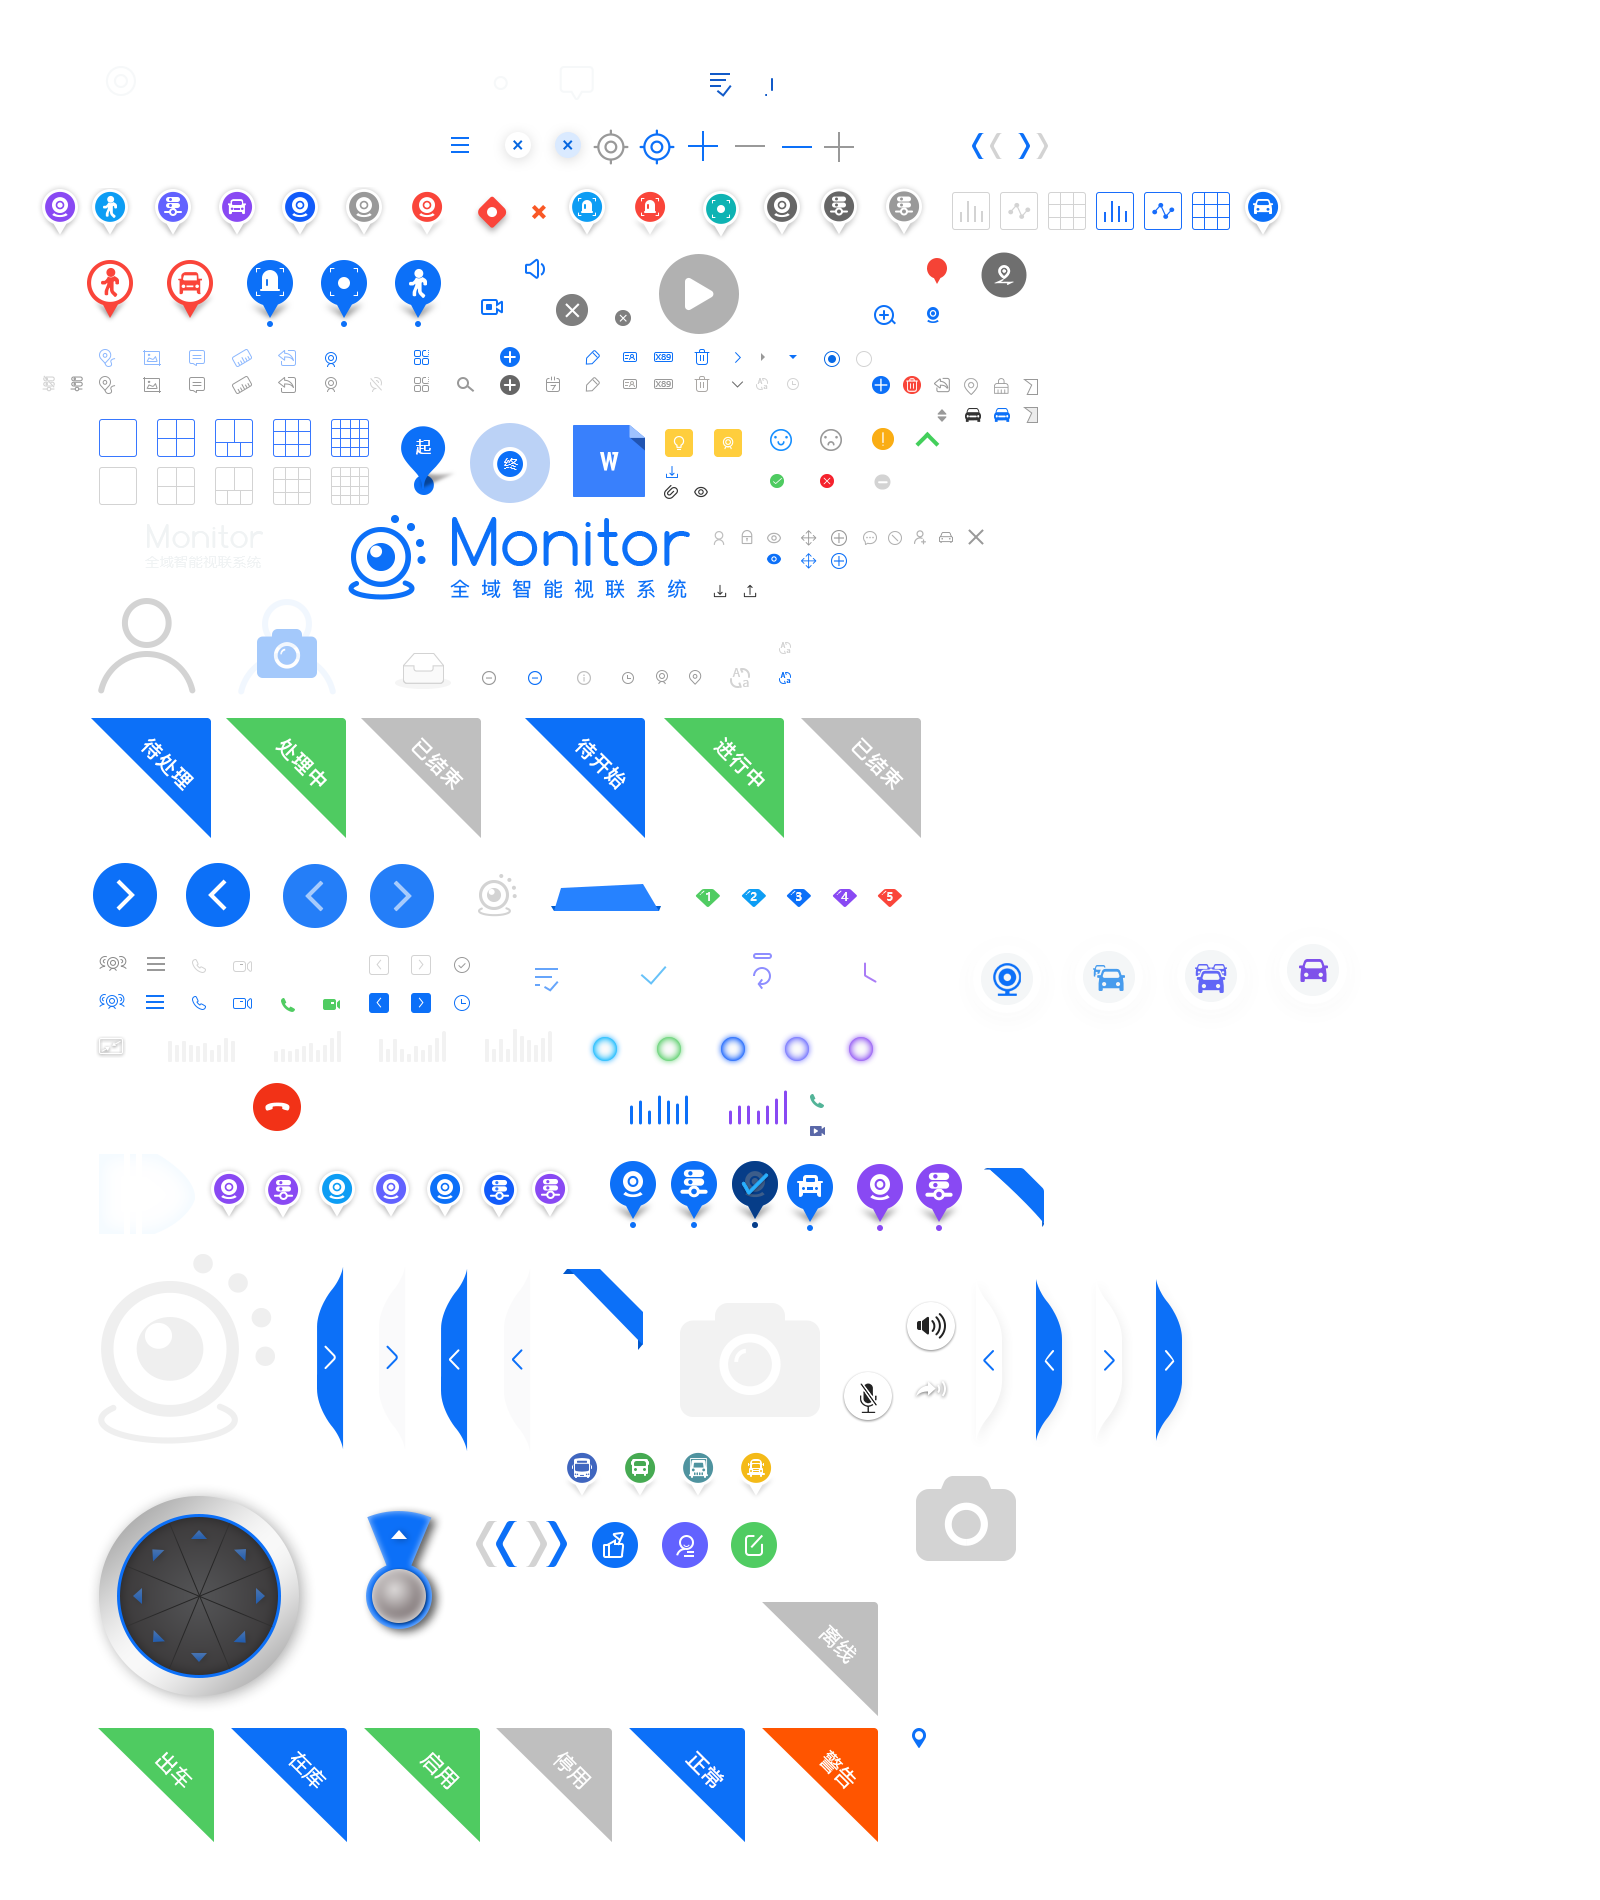 X89
X89
7
起
终
W
Monitor
全域智能视联系统
Monitor
全域智能视联系统
A
a
待处理
处理中
已结束
待开始
进行中
已结束
1
2
3
4
5
离线
出车
在库
启用
停用
正常
警告